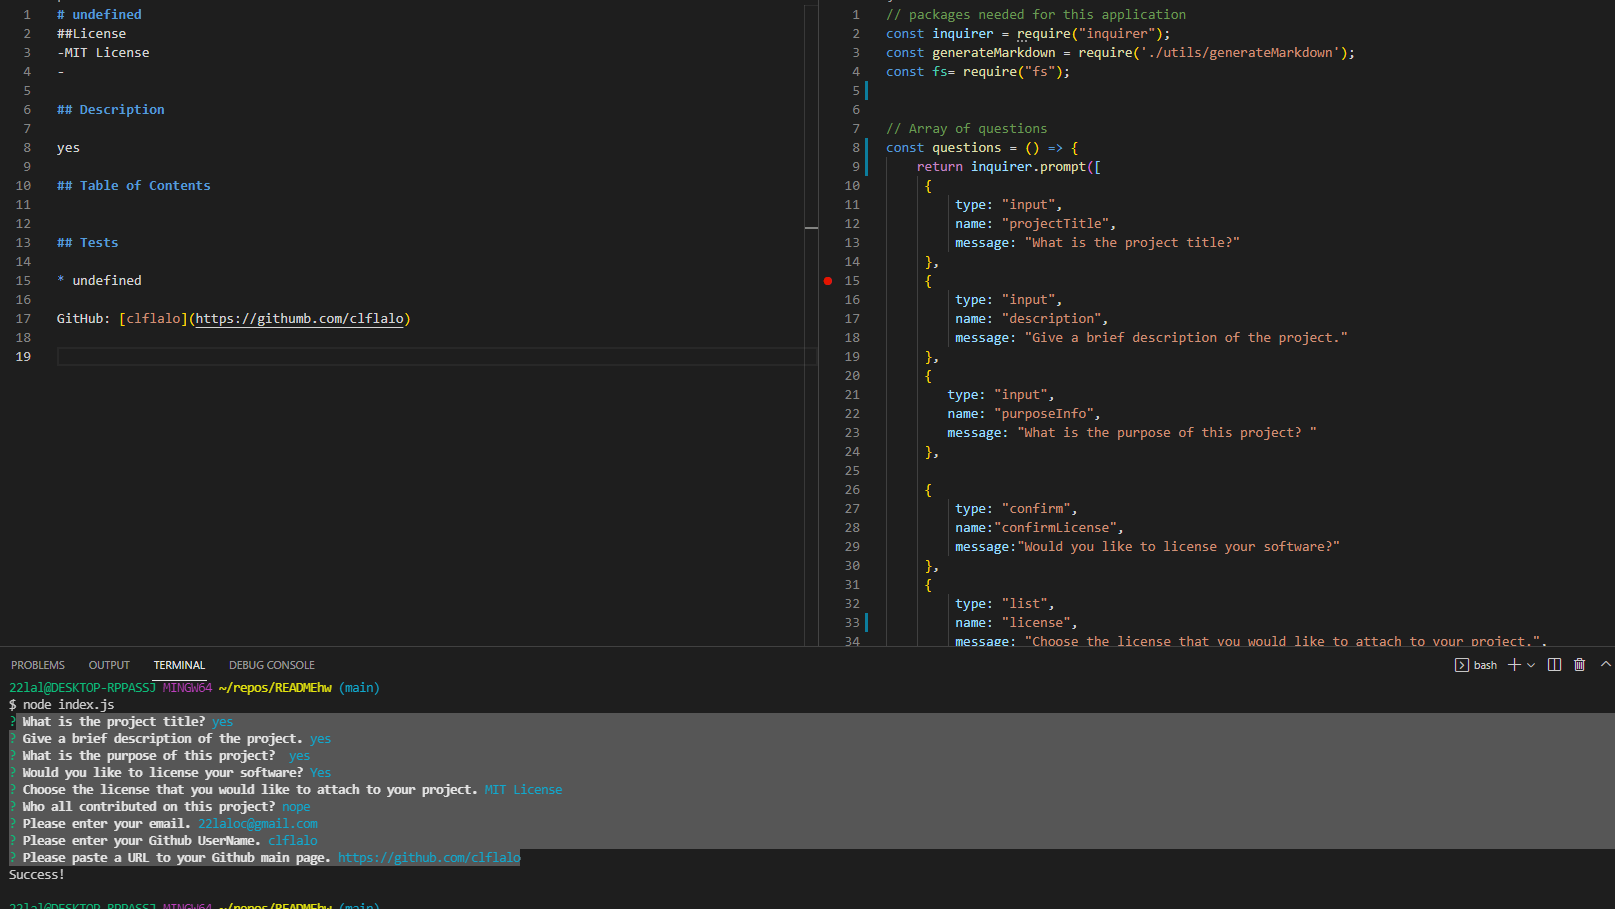 1 # undefined
2 ##License
3 -MIT License
4 -
5
6 ## Description
7
8 yes
9
10 ## Table of Contents
11
12
13 ## Tests
14
15 * undefined
16
17 GitHub: [clflalo](https://githumb.com/clflalo)
18
19
1 // packages needed for this application
2 const inquirer = require("inquirer");
3 const generateMarkdown = require('./utils/generateMarkdown');
4 const fs= require("fs");
5
6
7 // Array of questions
8 const questions = () => {
9 return inquirer.prompt([
10 {
11 type: "input",
12 name: "projectTitle",
13 message: "What is the project title?"
14 },
15 {
16 type: "input",
17 name: "description",
18 message: "Give a brief description of the project."
19 },
20 {
21 type: "input",
22 name: "purposeInfo",
23 message: "What is the purpose of this project? "
24 },
25
26 {
27 type: "confirm",
28 name:"confirmLicense",
29 message:"Would you like to license your software?"
30 },
31 {
32 type: "list",
33 name: "license",
34 message: "Choose the license that you would like to attach to your project.",
PROBLEMS OUTPUT TERMINAL DEBUG CONSOLE bash
22lal@DESKTOP-RPPASSJ MINGW64 ~/repos/READMEhw (main)
$ node index.js
? What is the project title? yes
? Give a brief description of the project. yes
? What is the purpose of this project?  yes
? Would you like to license your software? Yes
? Choose the license that you would like to attach to your project. MIT License
? Who all contributed on this project? nope
? Please enter your email. 22laloc@gmail.com
? Please enter your Github UserName. clflalo
? Please paste a URL to your Github main page. https://github.com/clflalo
Success!
22lal@DESKTOP-RPPASSJ MINGW64 ~/repos/READMEhw (main)